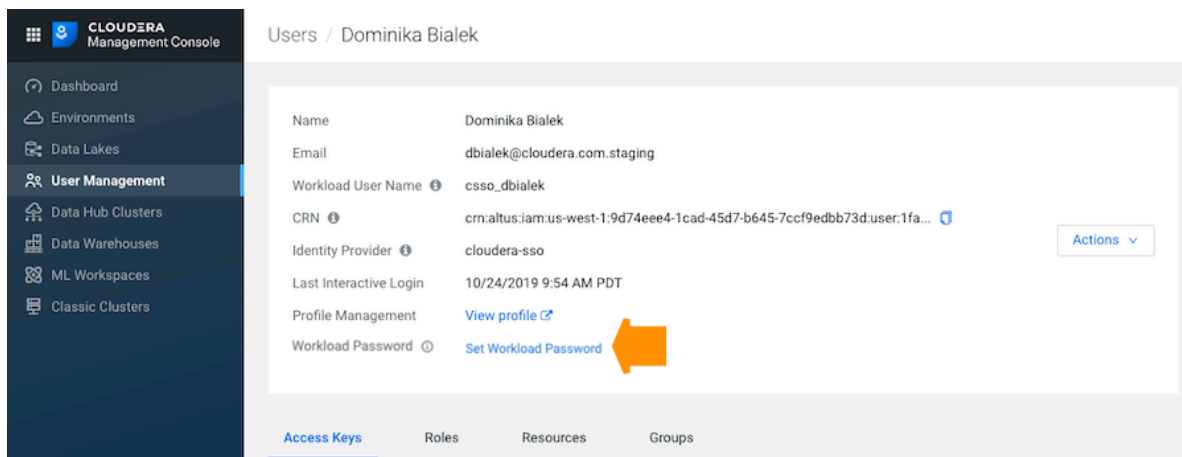 CLOUDERA
Management Console
Users / Dominika Bialek
Dashboard
Environments
Data Lakes
User Management
Data Hub Clusters
Data Warehouses
ML Workspaces
Classic Clusters
Name Dominika Bialek
Email dbialek@cloudera.com.staging
Workload User Name csso_dbialek
CRN crn:altus:iam:us-west-1:9d74eee4-1cad-45d7-b645-7ccf9edbb73d:user:1fa...
Identity Provider cloudera-sso
Last Interactive Login 10/24/2019 9:54 AM PDT
Profile Management View profile
Workload Password Set Workload Password
Actions
Access Keys Roles Resources Groups